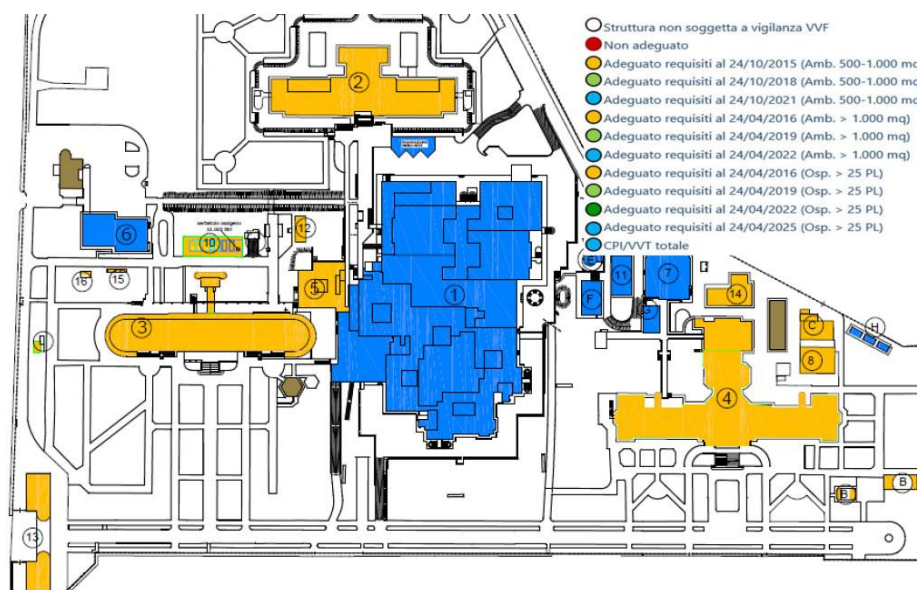 Struttura non soggetta a vigilanza VVF
Non adeguato
Adeguato requisiti al 24/10/2015 (Amb. 500-1.000 mq
Adeguato requisiti al 24/10/2018 (Amb. 500-1.000 mq
Adeguato requisiti al 24/10/2021 (Amb. 500-1.000 mq
Adeguato requisiti al 24/04/2016 (Amb. > 1.000 mq)
Adeguato requisiti al 24/04/2019 (Amb. > 1.000 mq)
Adeguato requisiti al 24/04/2022 (Amb. > 1.000 mq)
Adeguato requisiti al 24/04/2016 (Osp. > 25 PL)
Adeguato requisiti al 24/04/2019 (Osp. > 25 PL)
Adeguato requisiti al 24/04/2022 (Osp. > 25 PL)
Adeguato requisiti al 24/04/2025 (Osp. > 25 PL)
CPI/VVT totale
2
6
serbatoio ossigeno
10
12
16
15
5
1
3
E
11
7
F
14
C
H
8
4
B
B
13